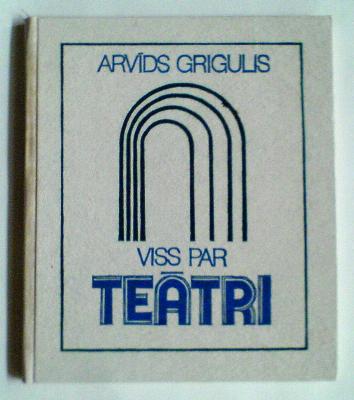 ARVĪDS GRIGULIS
VISS PAR
TEĀTRI